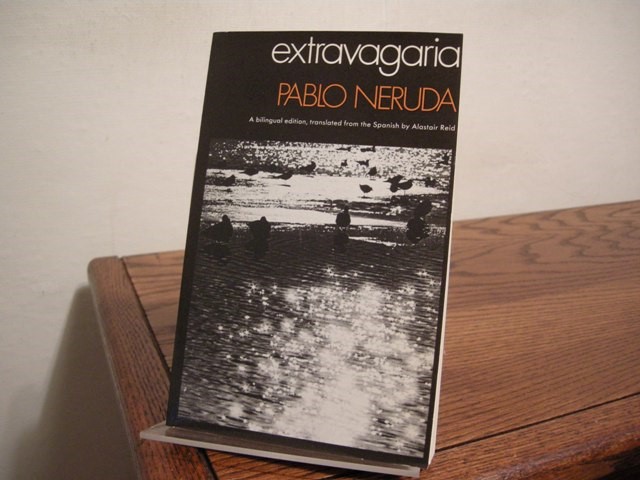 extravagaria
PABLO NERUDA
A bilingual edition, translated from the Spanish by Alastair Reid